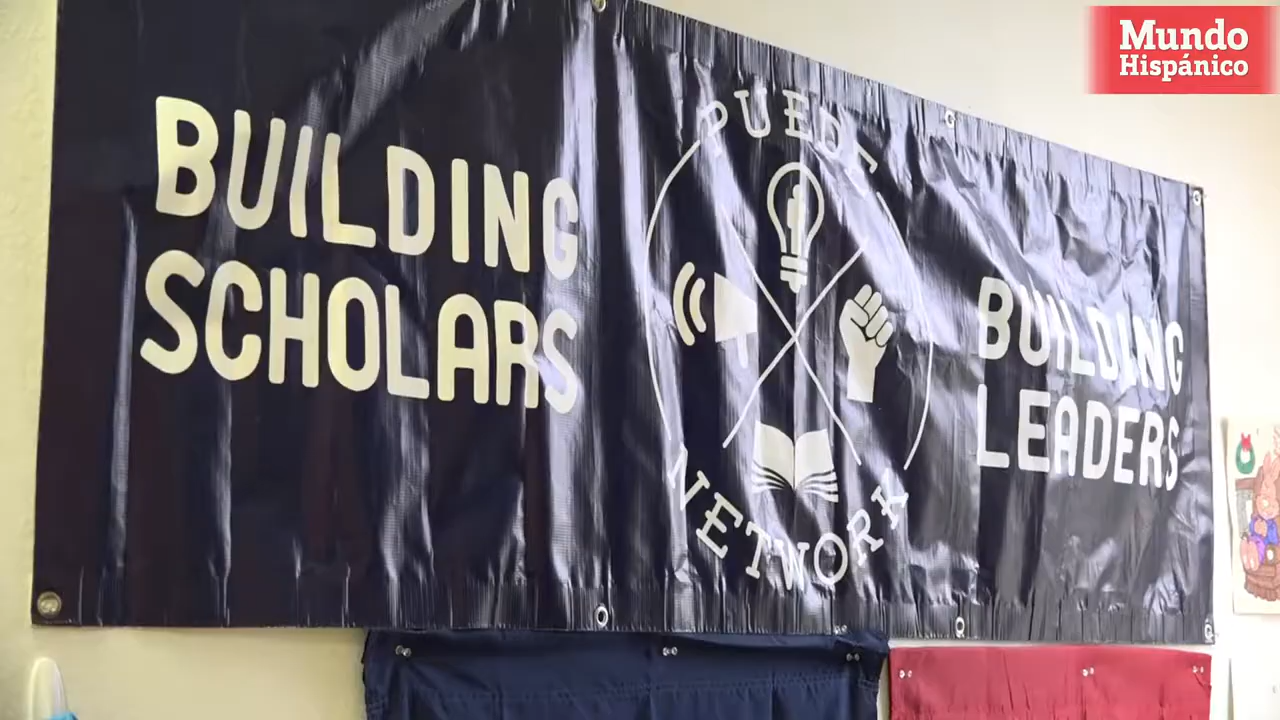 Mundo
Hispánico
BUILDING
SCHOLARS
PUEDE
NETWORK
BUILDING
LEADERS